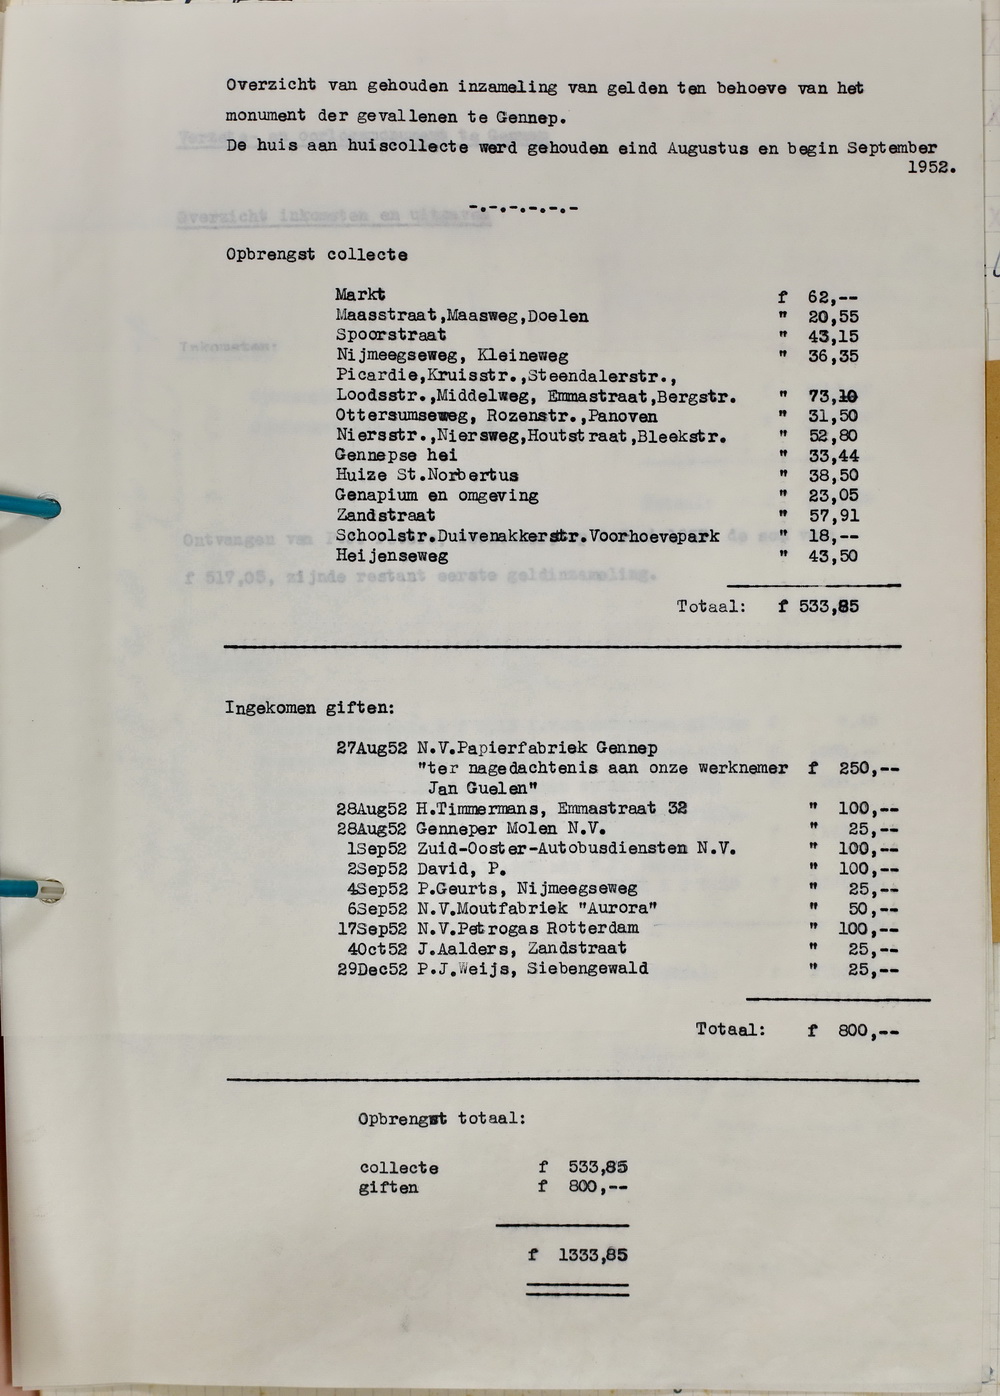 Overzicht van gehouden inzameling van gelden ten behoeve van het
monument der gevallenen te Gennep.
De huis aan huiscollecte werd gehouden eind Augustus en begin September
1952.
-.-.-.-.-.-
Opbrengst collecte
Markt f 62,--
Maasstraat,Maasweg,Doelen " 20,55
Spoorstraat " 43,15
Nijmeegseweg, Kleineweg " 36,35
Picardie,Kruisstr.,Steendalerstr.,
Loodsstr.,Middelweg, Emmastraat,Bergstr. " 73,10
Ottersumseweg, Rozenstr.,Panoven " 31,50
Niersstr.,Niersweg,Houtstraat,Bleekstr. " 52,80
Gennepse hei " 33,44
Huize St.Norbertus " 38,50
Genapium en omgeving " 23,05
Zandstraat " 57,91
Schoolstr.Duivenakkerstr.Voorhoevepark " 18,--
Heijenseweg " 43,50
Totaal: f 533,85
Ingekomen giften:
27Aug52 N.V.Papierfabriek Gennep
"ter nagedachtenis aan onze werknemer f 250,--
Jan Guelen"
28Aug52 H.Timmermans, Emmastraat 32 " 100,--
28Aug52 Genneper Molen N.V. " 25,--
1Sep52 Zuid-Ooster-Autobusdiensten N.V. " 100,--
2Sep52 David, P. " 100,--
4Sep52 P.Geurts, Nijmeegseweg " 25,--
6Sep52 N.V.Moutfabriek "Aurora" " 50,--
17Sep52 N.V.Petrogas Rotterdam " 100,--
4Oct52 J.Aalders, Zandstraat " 25,--
29Dec52 P.J.Weijs, Siebengewald " 25,--
Totaal: f 800,--
Opbrengst totaal:
collecte f 533,85
giften f 800,--
f 1333,85